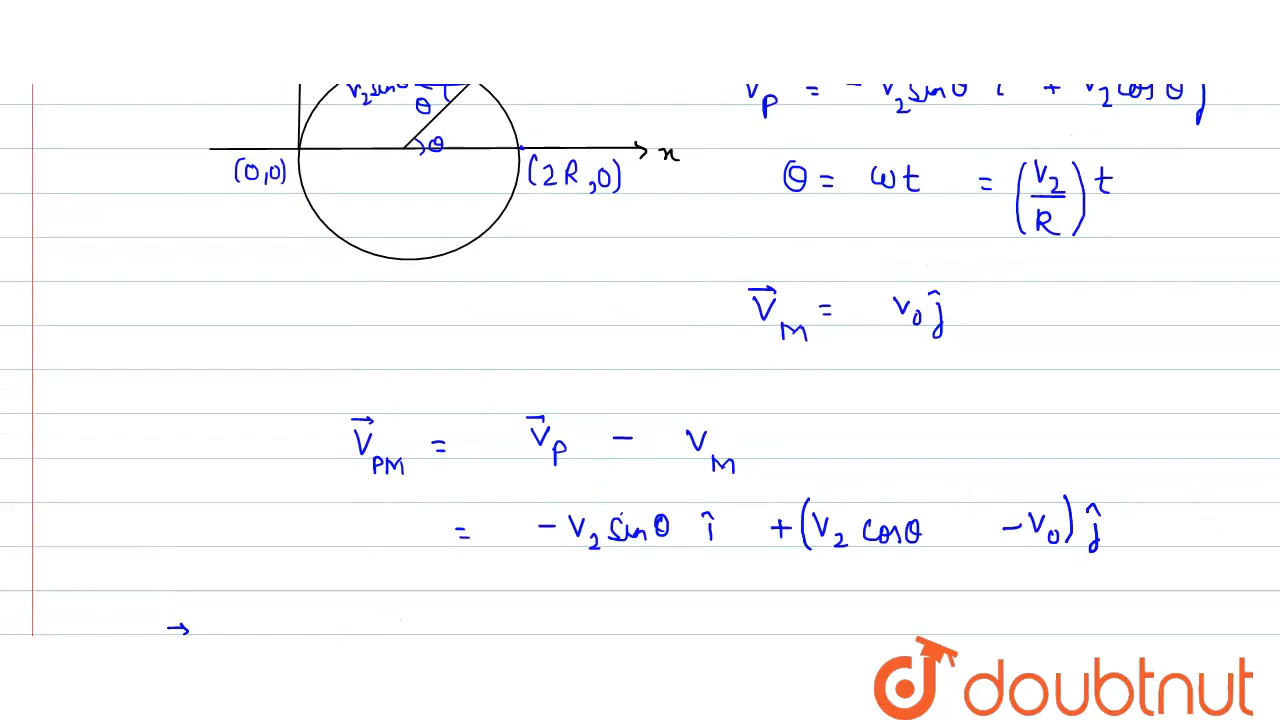 v₂sinθ
θ
θ
x
(0,0)
(2R,0)
v_P = - v₂sinθ î + v₂cosθ ĵ
θ = ωt = (v₂/R) t
V⃗_M = v₀ĵ
V⃗_PM = V⃗_P - V_M
= - v₂ sinθ î + (v₂ cosθ - v₀) ĵ
→
doubtnut